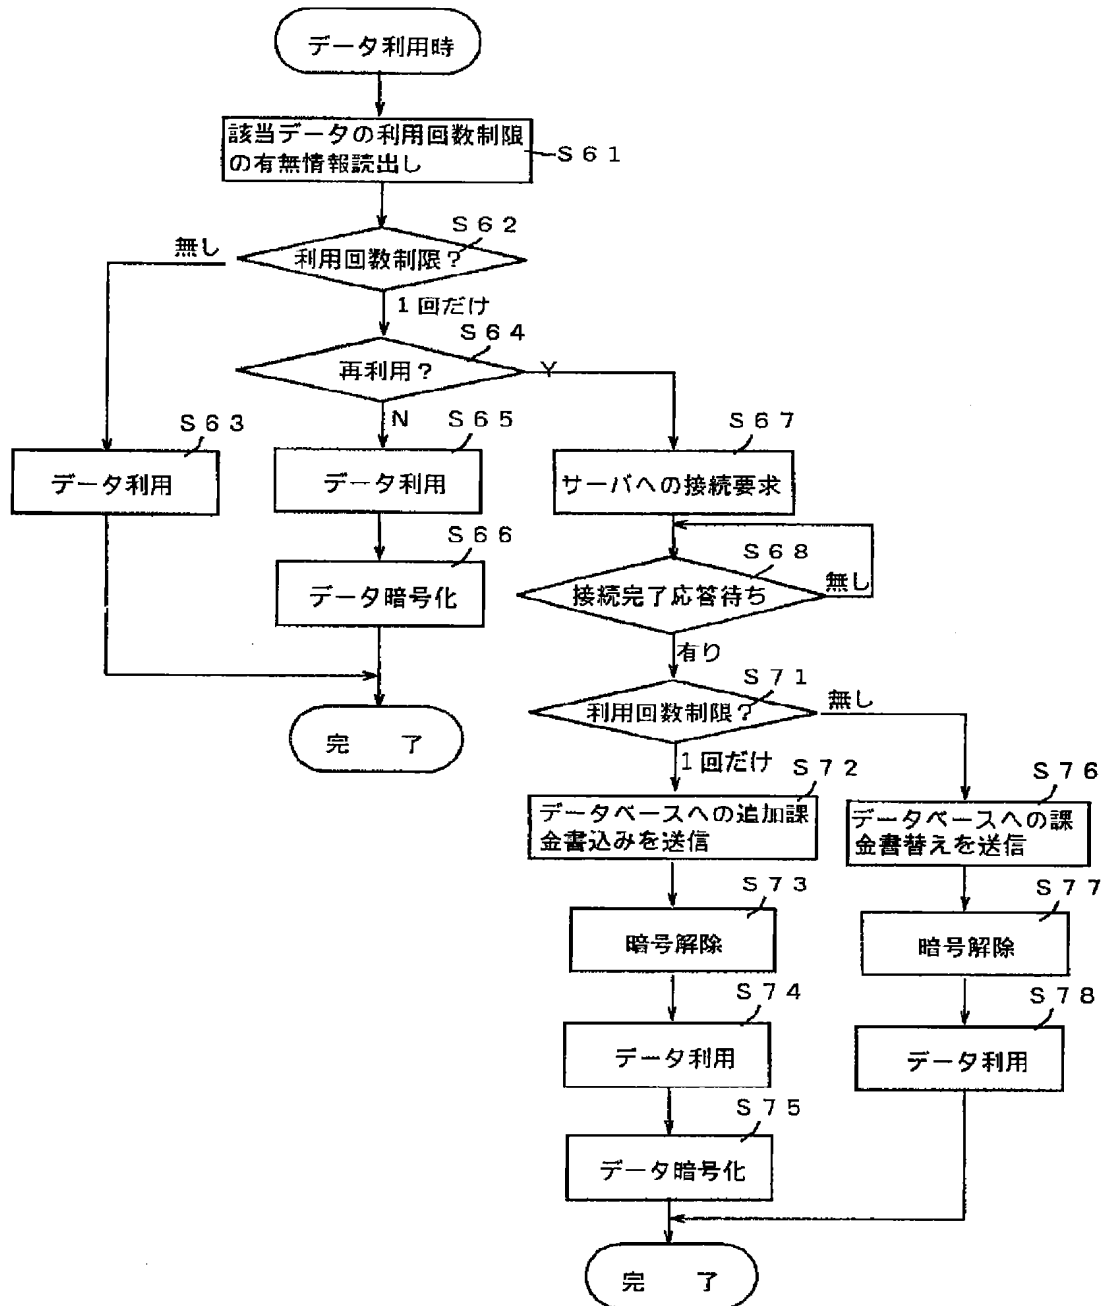 データ利用時
該当データの利用回数制限
の有無情報読出し
S61
S62
無し
利用回数制限?
1回だけ
S64
再利用?
Y
N
S63
データ利用
S65
データ利用
S67
サーバへの接続要求
S66
データ暗号化
S68
接続完了応答待ち
無し
有り
完 了
S71
利用回数制限?
無し
1回だけ
S72
データベースへの追加課
金書込みを送信
S76
データベースへの課
金書替えを送信
S73
暗号解除
S77
暗号解除
S74
データ利用
S78
データ利用
S75
データ暗号化
完 了